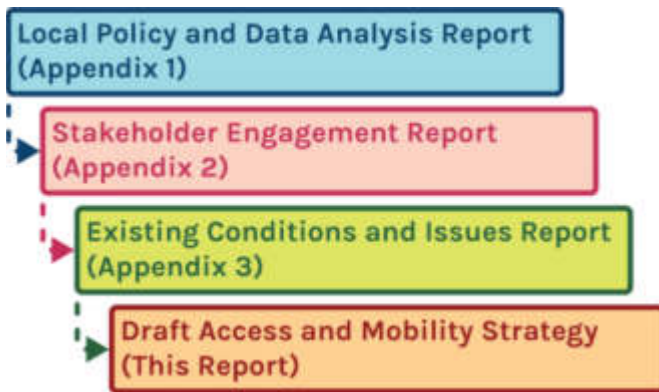 Local Policy and Data Analysis Report
(Appendix 1)
Stakeholder Engagement Report
(Appendix 2)
Existing Conditions and Issues Report
(Appendix 3)
Draft Access and Mobility Strategy
(This Report)